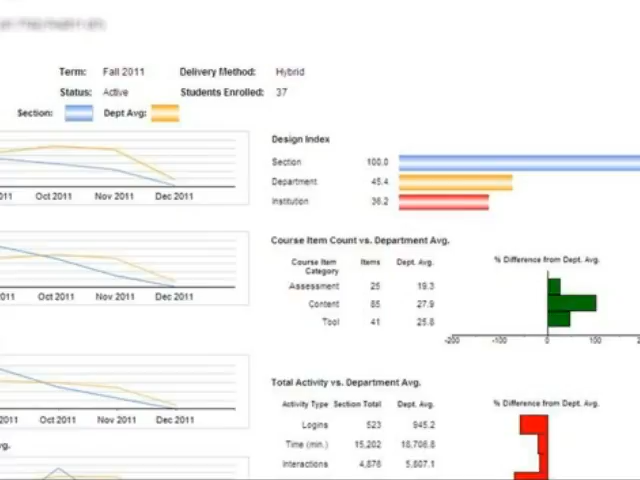 Term: Fall 2011 Delivery Method: Hybrid
Status: Active Students Enrolled: 37
Section: Dept Avg:
Design Index
Section 100.0
Department 45.4
Institution 36.2
011 Oct 2011 Nov 2011 Dec 2011
Course Item Count vs. Department Avg.
Course Item Category Items Dept. Avg. % Difference from Dept. Avg.
Assessment 25 19.3
Content 85 27.9
Tool 41 25.8
-200 -100 0 100
011 Oct 2011 Nov 2011 Dec 2011
Total Activity vs. Department Avg.
Activity Type Section Total Dept. Avg. % Difference from Dept. Avg.
Logins 523 945.2
Time (min.) 15,202 18,706.8
Interactions 4,876 5,807.1
011 Oct 2011 Nov 2011 Dec 2011
vg.